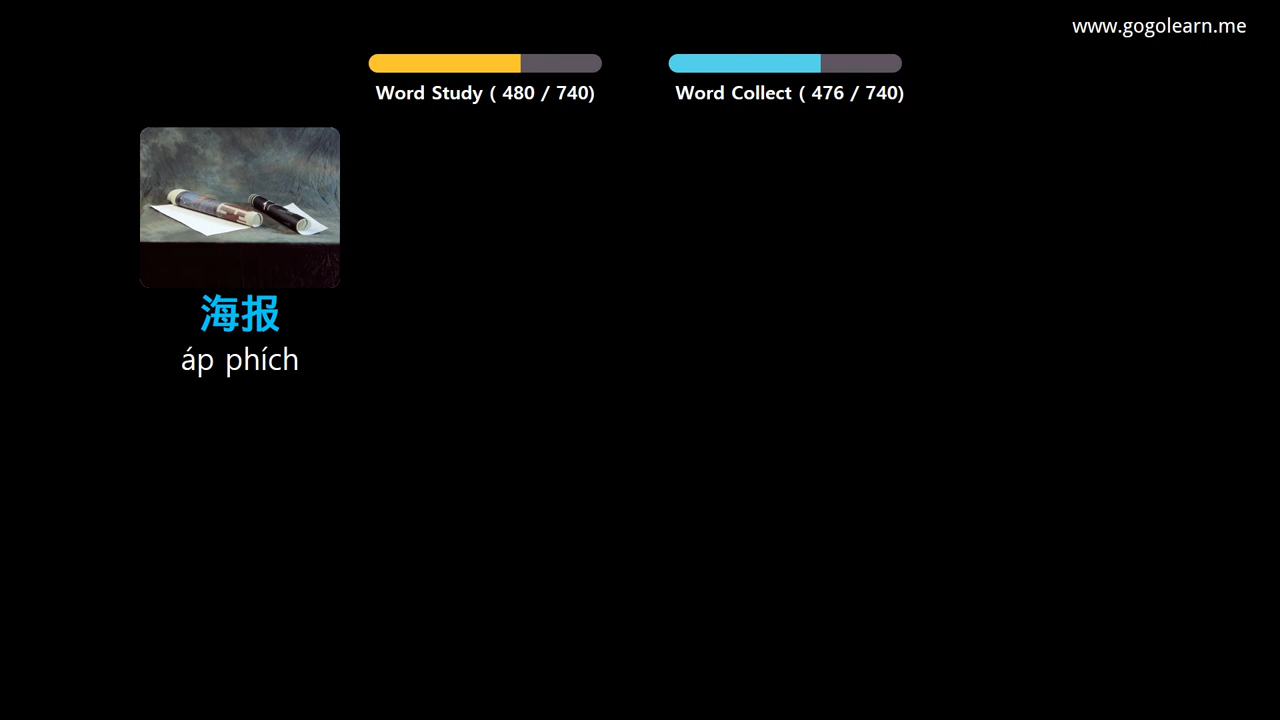 www.gogolearn.me
Word Study ( 480 / 740)
Word Collect ( 476 / 740)
海报
áp phích